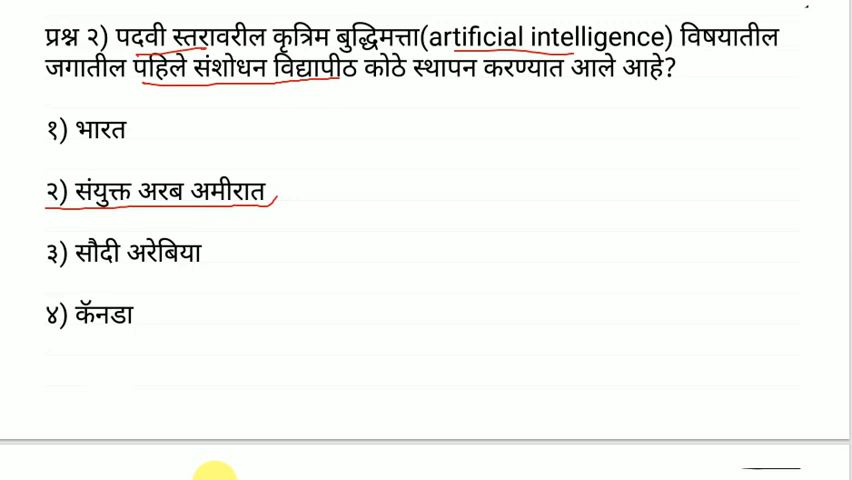 प्रश्न २) पदवी स्तरावरील कृत्रिम बुद्धिमत्ता(artificial intelligence) विषयातील
जगातील पहिले संशोधन विद्यापीठ कोठे स्थापन करण्यात आले आहे?
१) भारत
२) संयुक्त अरब अमीरात
३) सौदी अरेबिया
४) कॅनडा